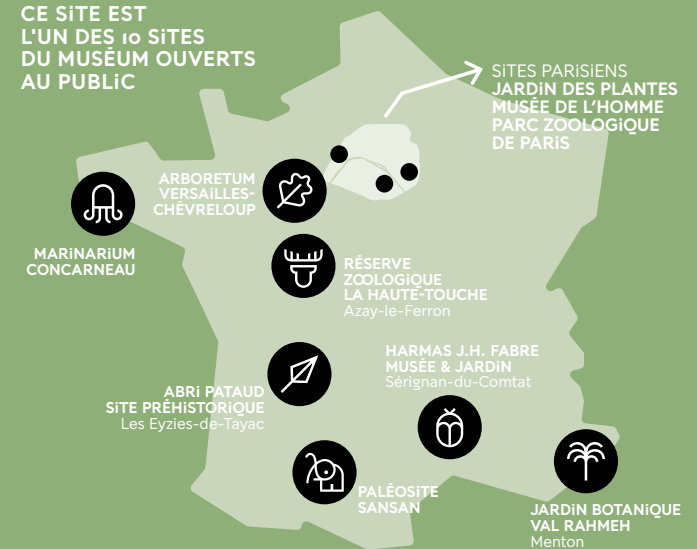 CE SiTE EST
L'UN DES 10 SiTES
DU MUSÉUM OUVERTS
AU PUBLiC
SiTES PARiSiENS
JARDiN DES PLANTES
MUSÉE DE L'HOMME
PARC ZOOLOGiQUE
DE PARiS
ARBORETUM
VERSAiLLES-
CHÈVRELOUP
MARiNARiUM
CONCARNEAU
RÉSERVE
ZOOLOGiQUE
LA HAUTE-TOUCHE
Azay-le-Ferron
HARMAS J.H. FABRE
MUSÉE & JARDiN
Sérignan-du-Comtat
ABRi PATAUD
SiTE PRÉHiSTORiQUE
Les Eyzies-de-Tayac
PALÉOSiTE
SANSAN
JARDiN BOTANiQUE
VAL RAHMEH
Menton